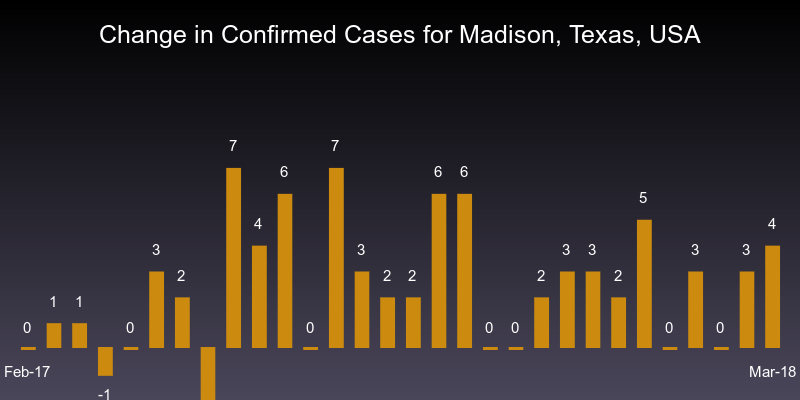 Change in Confirmed Cases for Madison, Texas, USA
7 7
6 6 6
5
4 4
3 3 3 3 3 3
2 2 2 2 2
1 1
0 0 0 0 0 0 0
Feb-17 Mar-18
-1